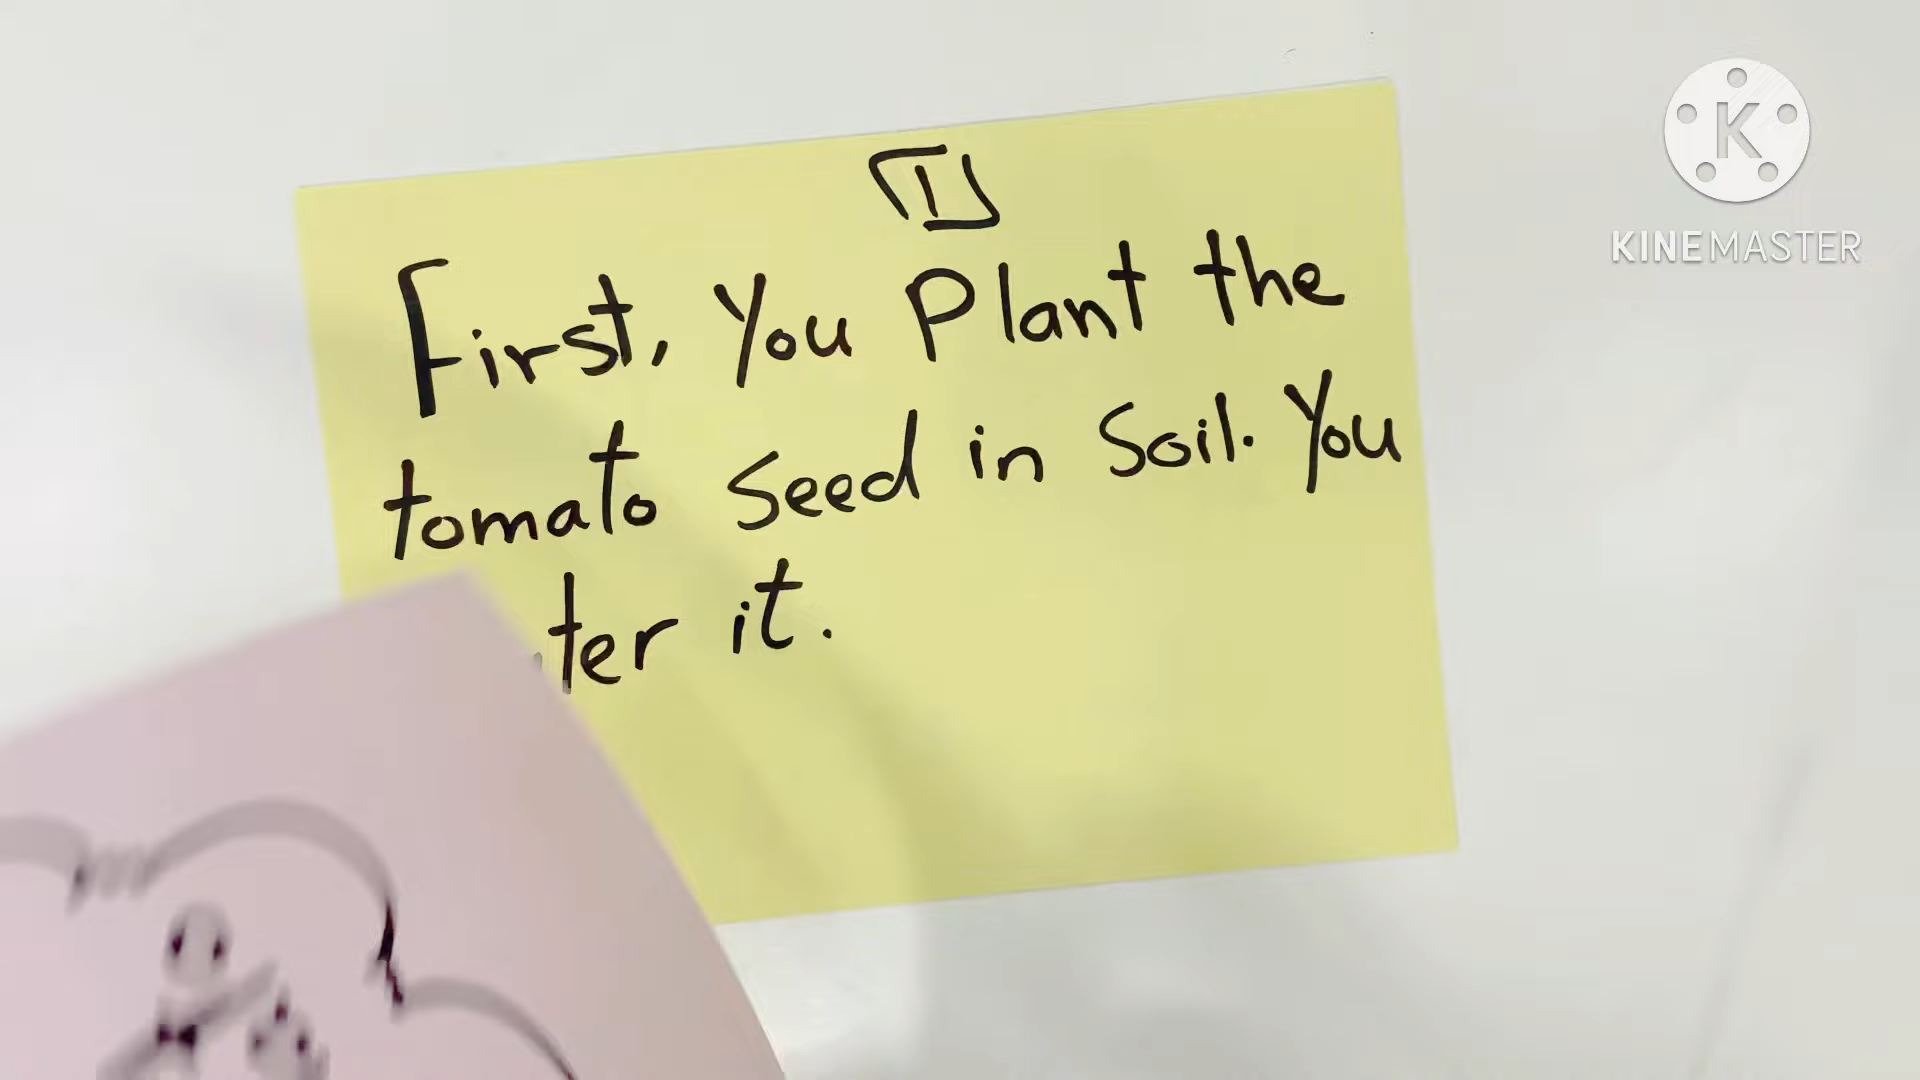 1
First, You Plant the
tomato seed in Soil. You
ter it.
K
KINEMASTER